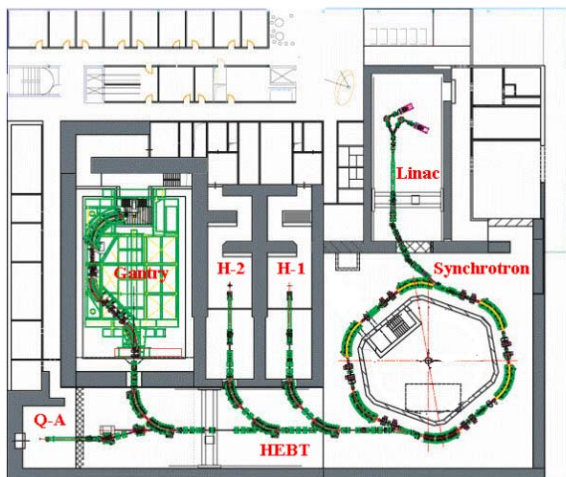 Linac
Gantry
H-2
H-1
Synchrotron
Q-A
HEBT